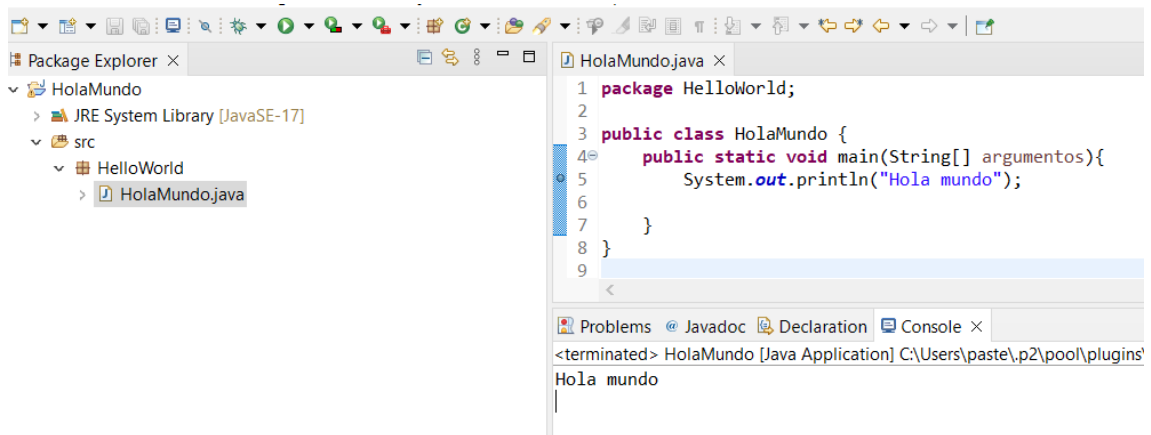 Package Explorer
HolaMundo
JRE System Library [JavaSE-17]
src
HelloWorld
HolaMundo.java
HolaMundo.java
1 package HelloWorld;
2
3 public class HolaMundo {
4 public static void main(String[] argumentos){
5 System.out.println("Hola mundo");
6
7 }
8 }
9
Problems @ Javadoc Declaration Console
<terminated> HolaMundo [Java Application] C:\Users\paste\.p2\pool\plugins\
Hola mundo